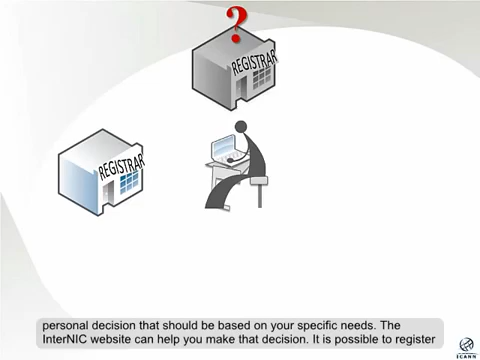 ?
REGISTRAR
REGISTRAR
personal decision that should be based on your specific needs. The
InterNIC website can help you make that decision. It is possible to register
ICANN